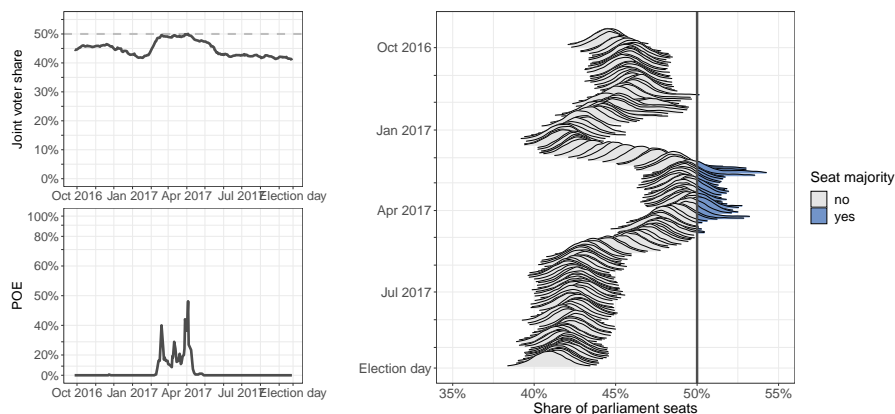 50%
40%
30%
20%
10%
0%
Joint voter share
Oct 2016 Jan 2017 Apr 2017 Jul 2017 Election day
100%
80%
60%
50%
40%
20%
0%
POE
Oct 2016 Jan 2017 Apr 2017 Jul 2017 Election day
Oct 2016
Jan 2017
Apr 2017
Jul 2017
Election day
35% 40% 45% 50% 55%
Share of parliament seats
Seat majority
no
yes